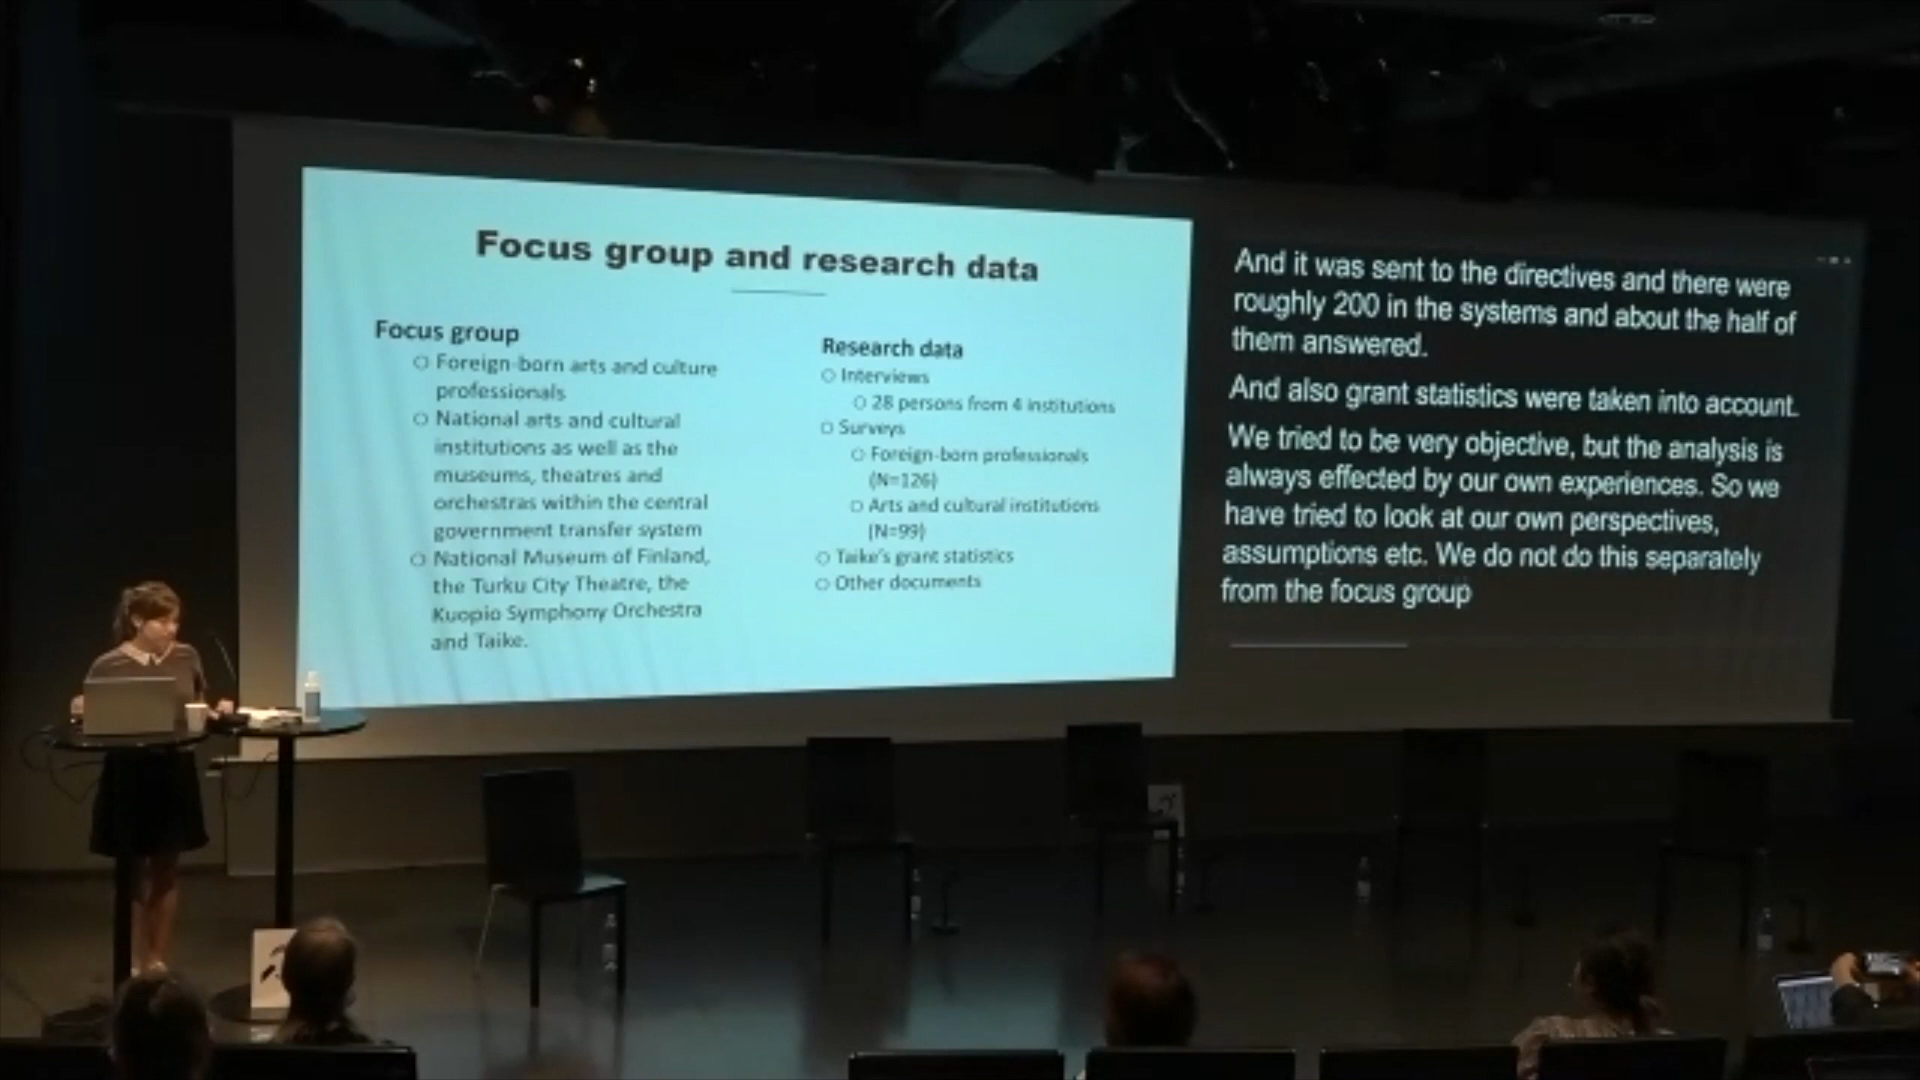 Focus group and research data
Focus group
Foreign-born arts and culture
professionals
National arts and cultural
institutions as well as the
museums, theatres and
orchestras within the central
government transfer system
National Museum of Finland,
the Turku City Theatre, the
Kuopio Symphony Orchestra
and Taike.
Research data
Interviews
28 persons from 4 institutions
Surveys
Foreign-born professionals
(N=126)
Arts and cultural institutions
(N=99)
Taike's grant statistics
Other documents
And it was sent to the directives and there were
roughly 200 in the systems and about the half of
them answered.
And also grant statistics were taken into account.
We tried to be very objective, but the analysis is
always effected by our own experiences. So we
have tried to look at our own perspectives,
assumptions etc. We do not do this separately
from the focus group